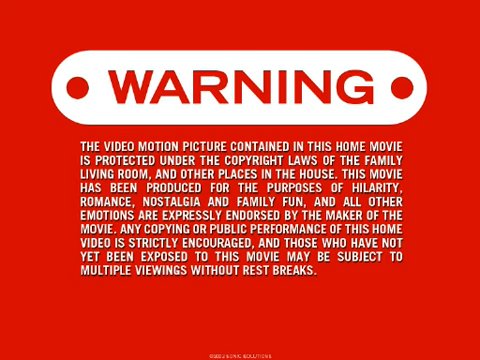 WARNING
THE VIDEO MOTION PICTURE CONTAINED IN THIS HOME MOVIE
IS PROTECTED UNDER THE COPYRIGHT LAWS OF THE FAMILY
LIVING ROOM, AND OTHER PLACES IN THE HOUSE. THIS MOVIE
HAS BEEN PRODUCED FOR THE PURPOSES OF HILARITY,
ROMANCE, NOSTALGIA AND FAMILY FUN, AND ALL OTHER
EMOTIONS ARE EXPRESSLY ENDORSED BY THE MAKER OF THE
MOVIE. ANY COPYING OR PUBLIC PERFORMANCE OF THIS HOME
VIDEO IS STRICTLY ENCOURAGED, AND THOSE WHO HAVE NOT
YET BEEN EXPOSED TO THIS MOVIE MAY BE SUBJECT TO
MULTIPLE VIEWINGS WITHOUT REST BREAKS.
SONIC SOLUTIONS